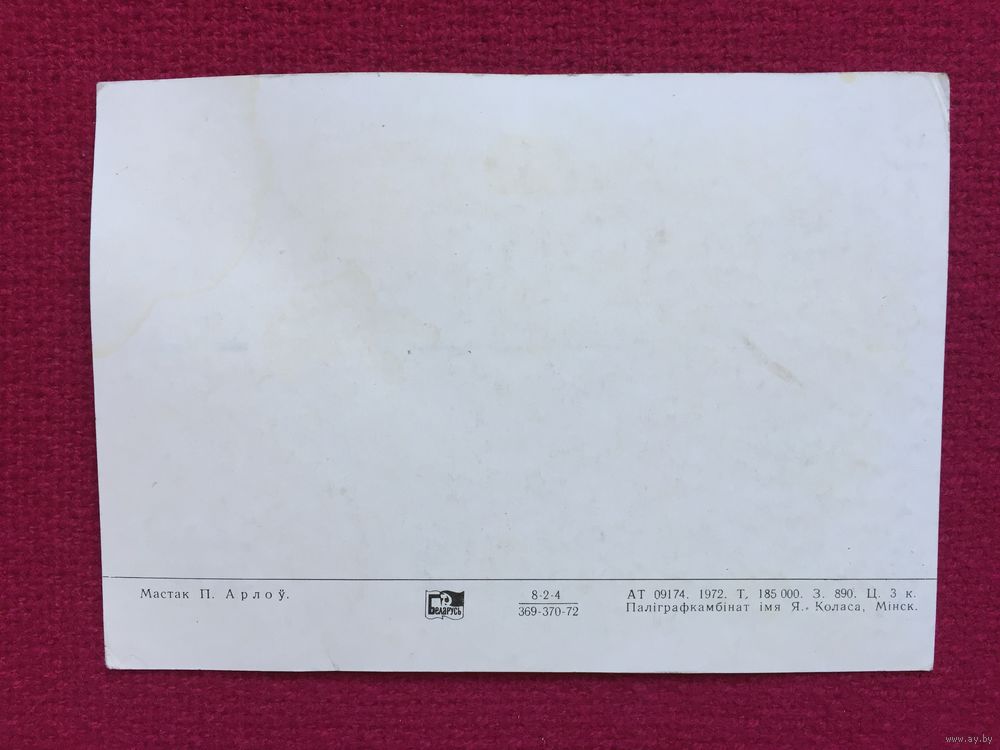 Мастак П. Арлоў.
Беларусь
8-2-4
369-370-72
АТ 09174. 1972. Т. 185 000. З. 890. Ц. 3 к.
Паліграфкамбінат імя Я. Коласа, Мінск.
www.ay.by